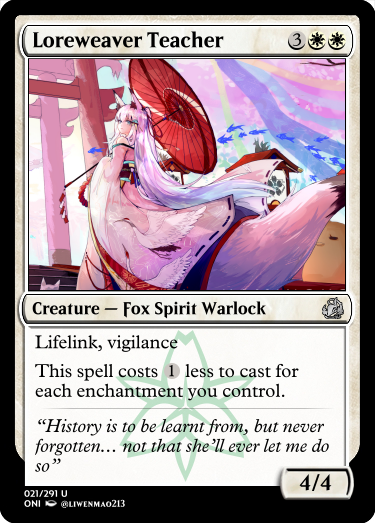 Loreweaver Teacher 3
Creature — Fox Spirit Warlock
Lifelink, vigilance
This spell costs 1 less to cast for
each enchantment you control.
“History is to be learnt from, but never
forgotten… not that she’ll ever let me do
so”
4/4
021/291 U
ONI @LIWENMAO213